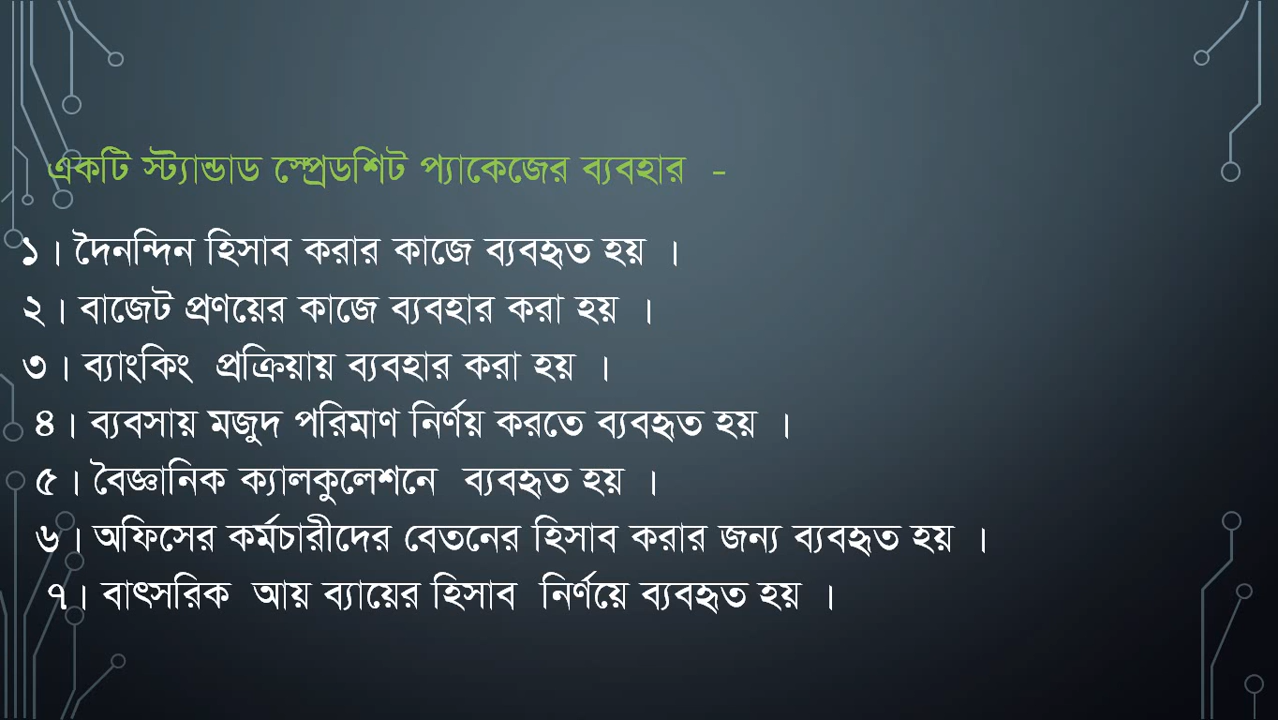 একটি স্ট্যান্ডাড স্প্রেডশিট প্যাকেজের ব্যবহার -
১। দৈনন্দিন হিসাব করার কাজে ব্যবহৃত হয় ।
২। বাজেট প্রণয়ের কাজে ব্যবহার করা হয় ।
৩। ব্যাংকিং প্রক্রিয়ায় ব্যবহার করা হয় ।
৪। ব্যবসায় মজুদ পরিমাণ নির্ণয় করতে ব্যবহৃত হয় ।
৫। বৈজ্ঞানিক ক্যালকুলেশনে ব্যবহৃত হয় ।
৬। অফিসের কর্মচারীদের বেতনের হিসাব করার জন্য ব্যবহৃত হয় ।
৭। বাৎসরিক আয় ব্যায়ের হিসাব নির্ণয়ে ব্যবহৃত হয় ।